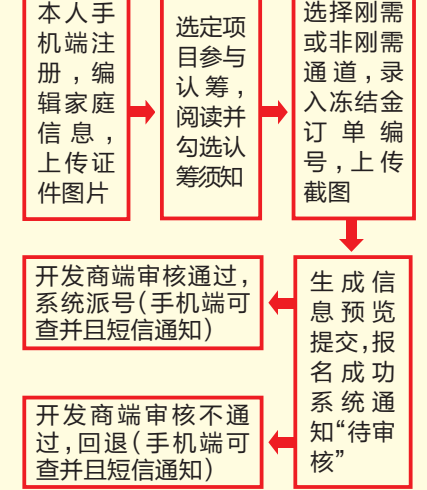 本人手
机端注
册，编
辑家庭
信息，
上传证
件图片
选定项
目参与
认筹，
阅读并
勾选认
筹须知
选择刚需
或非刚需
通道，录
入冻结金
订单编
号，上传
截图
生成信
息预览
提交，报
名成功
系统通
知“待审
核”
开发商端审核通过，
系统派号（手机端可
查并且短信通知）
开发商端审核不通
过，回退（手机端可
查并且短信通知）